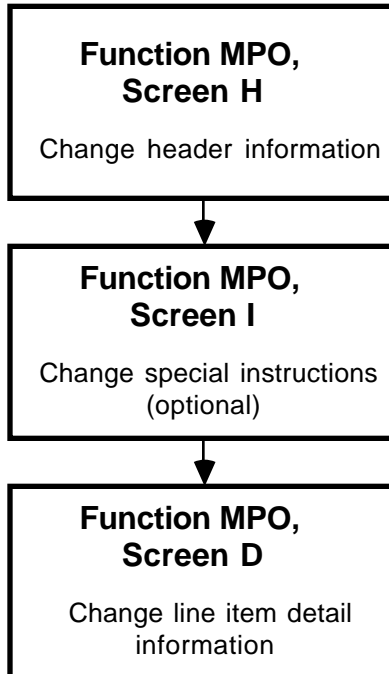 Function MPO,
Screen H
Change header information
Function MPO,
Screen I
Change special instructions
(optional)
Function MPO,
Screen D
Change line item detail
information